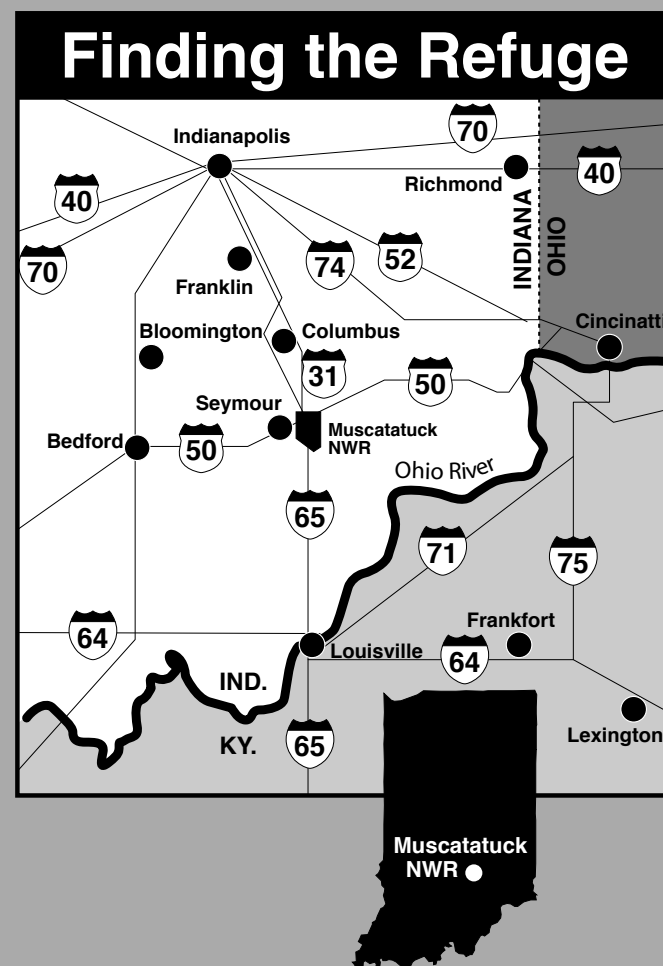 Finding the Refuge
70
Indianapolis
Richmond
40
40
INDIANA
OHIO
70
74
52
Franklin
Bloomington
Columbus
Cincinatti
31
50
Seymour
Muscatatuck
NWR
Bedford
50
Ohio River
65
71
75
64
Frankfort
Louisville
64
IND.
KY.
65
Lexington
Muscatatuck
NWR